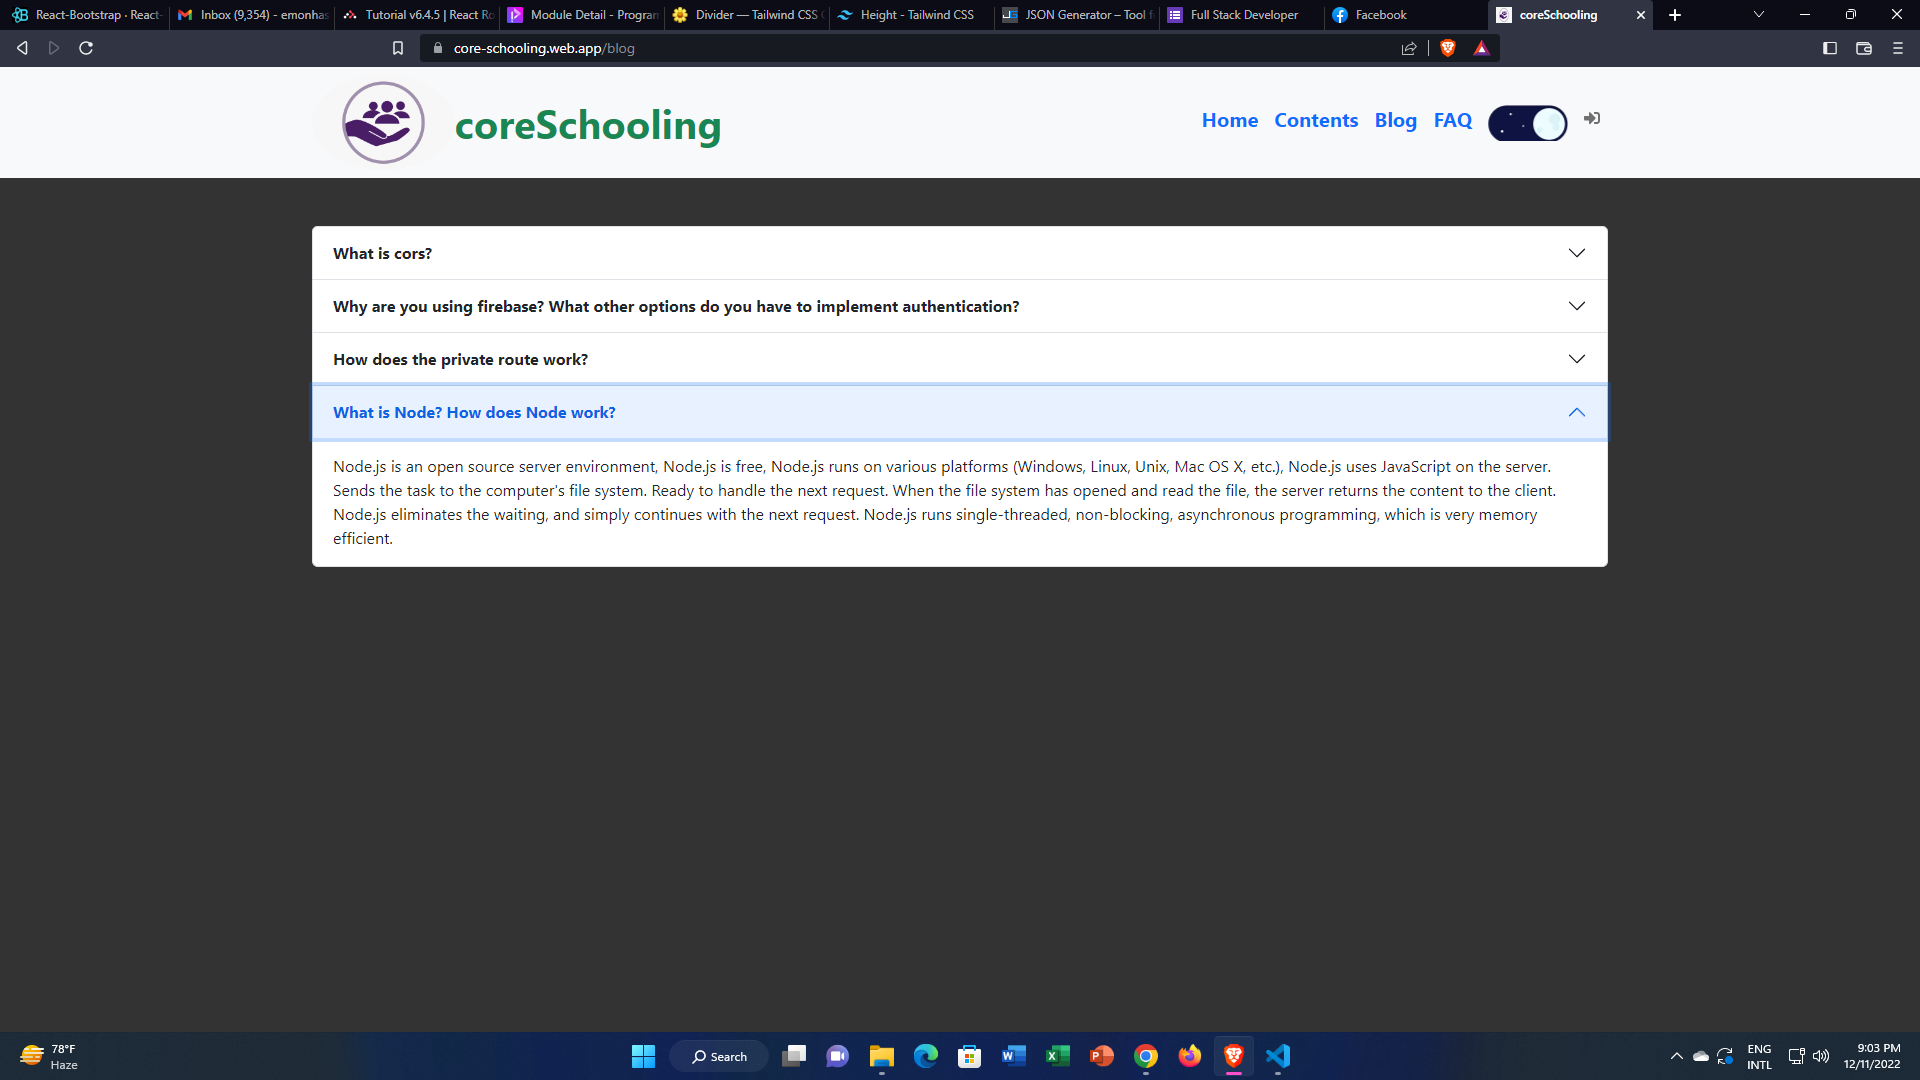 React-Bootstrap · React-
Inbox (9,354) - emonhas
Tutorial v6.4.5 | React Ro
Module Detail - Program
Divider — Tailwind CSS
Height - Tailwind CSS
JSON Generator – Tool f
Full Stack Developer
Facebook
coreSchooling
core-schooling.web.app/blog
coreSchooling
Home
Contents
Blog
FAQ
What is cors?
Why are you using firebase? What other options do you have to implement authentication?
How does the private route work?
What is Node? How does Node work?
Node.js is an open source server environment, Node.js is free, Node.js runs on various platforms (Windows, Linux, Unix, Mac OS X, etc.), Node.js uses JavaScript on the server.
Sends the task to the computer's file system. Ready to handle the next request. When the file system has opened and read the file, the server returns the content to the client.
Node.js eliminates the waiting, and simply continues with the next request. Node.js runs single-threaded, non-blocking, asynchronous programming, which is very memory
efficient.
78°F
Haze
Search
ENG
INTL
9:03 PM
12/11/2022